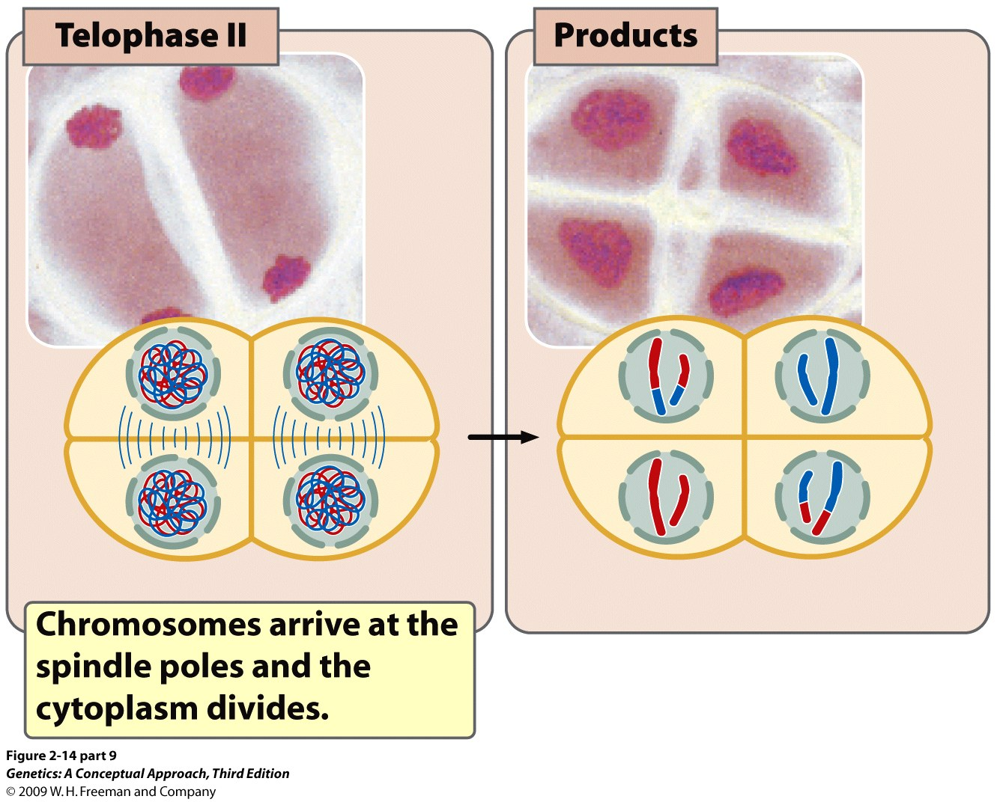 Telophase II
Products
Chromosomes arrive at the
spindle poles and the
cytoplasm divides.
Figure 2-14 part 9
Genetics: A Conceptual Approach, Third Edition
© 2009 W. H. Freeman and Company